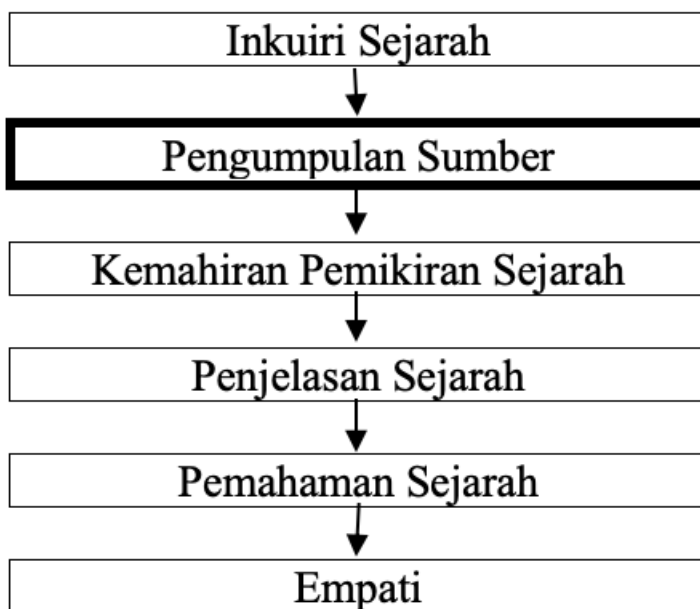 Inkuiri Sejarah
Pengumpulan Sumber
Kemahiran Pemikiran Sejarah
Penjelasan Sejarah
Pemahaman Sejarah
Empati